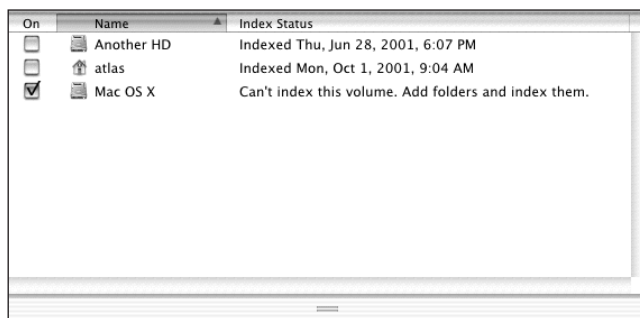 On Name Index Status
Another HD Indexed Thu, Jun 28, 2001, 6:07 PM
atlas Indexed Mon, Oct 1, 2001, 9:04 AM
Mac OS X Can't index this volume. Add folders and index them.